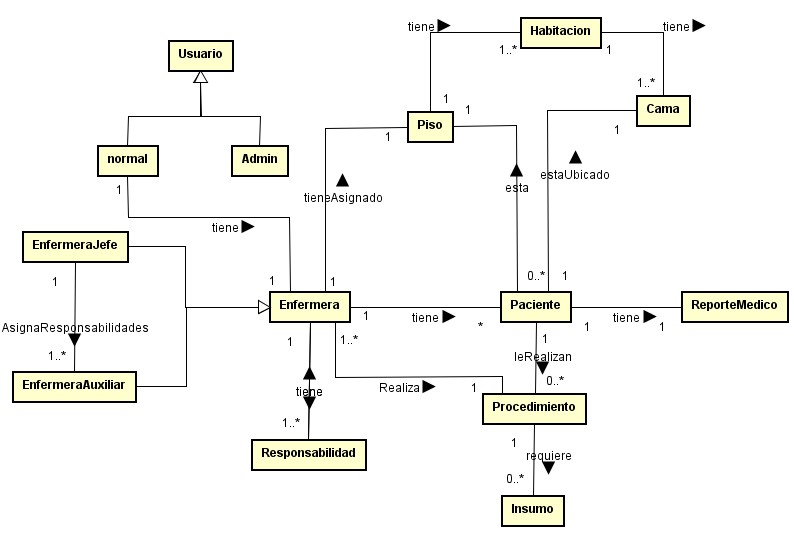 tiene
Habitacion
tiene
1..*
1
Usuario
1..*
1
1
Piso
Cama
1
1
normal
Admin
estaUbicado
1
esta
tieneAsignado
tiene
EnfermeraJefe
1
1
1
0..*
1
Enfermera
Paciente
ReporteMedico
1
tiene
*
1
tiene
1
AsignaResponsabilidades
1..*
1
1..*
1
leRealizan
EnfermeraAuxiliar
tiene
Realiza
1
0..*
Procedimiento
1..*
1
Responsabilidad
requiere
0..*
Insumo